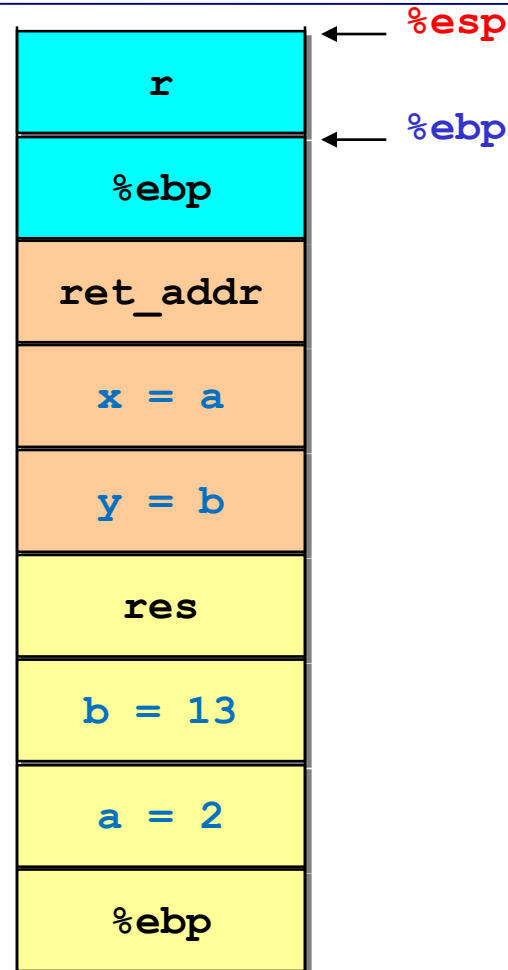 %esp
r
%ebp
%ebp
ret_addr
x = a
y = b
res
b = 13
a = 2
%ebp